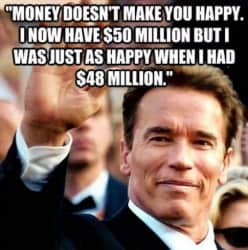 "MONEY DOESN'T MAKE YOU HAPPY.
I NOW HAVE $50 MILLION BUT I
WAS JUST AS HAPPY WHEN I HAD
$48 MILLION."